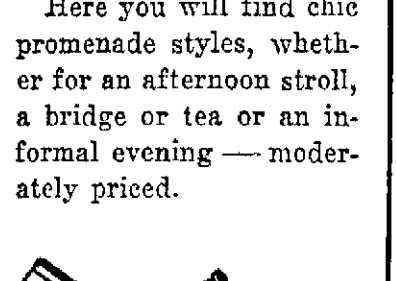 Here you will find chic
promenade styles, wheth-
er for an afternoon stroll,
a bridge or tea or an in-
formal evening — moder-
ately priced.